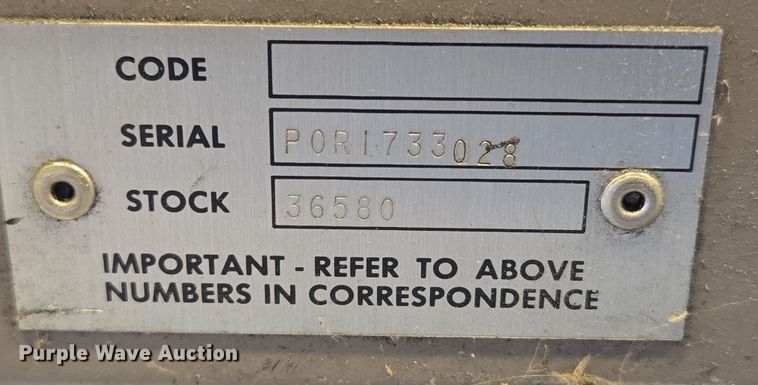 CODE
SERIAL P0R1733028
STOCK 36580
IMPORTANT - REFER TO ABOVE
NUMBERS IN CORRESPONDENCE
Purple Wave Auction